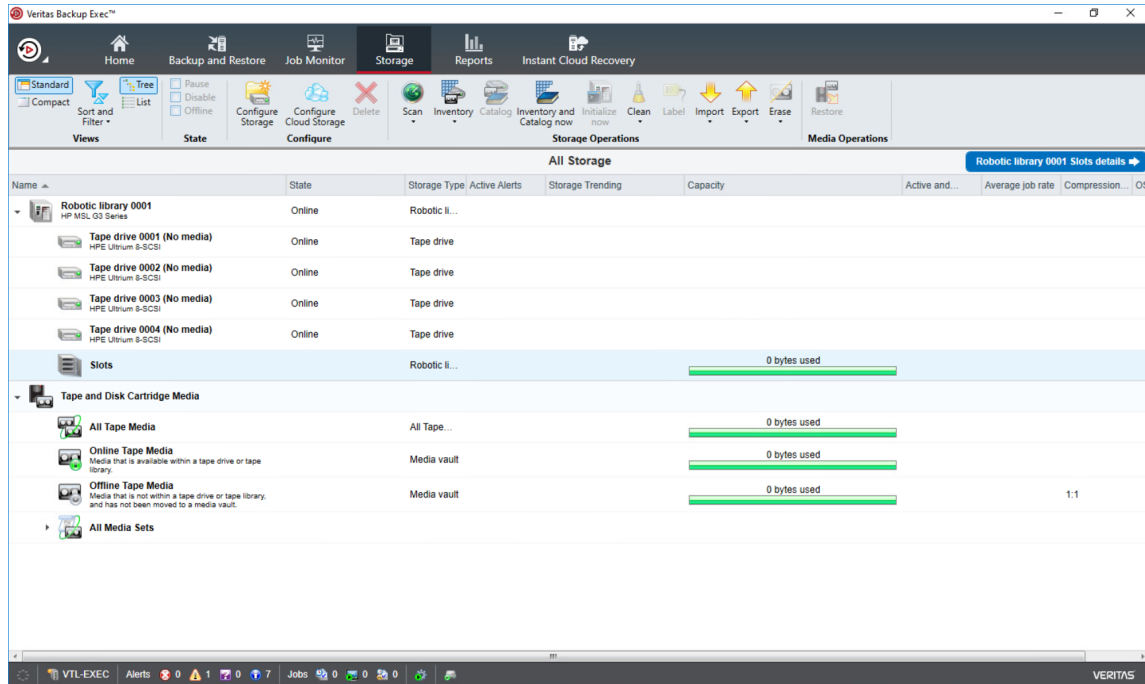 Veritas Backup Exec™
Home
Backup and Restore
Job Monitor
Storage
Reports
Instant Cloud Recovery
Standard
Compact
Sort and
Filter
Tree
List
Views
Pause
Disable
Offline
State
Configure
Storage
Configure
Cloud Storage
Delete
Configure
Scan
Inventory
Catalog
Inventory and
Catalog now
Initialize
now
Clean
Label
Import
Export
Erase
Storage Operations
Restore
Media Operations
All Storage
Robotic library 0001 Slots details
Name State Storage Type Active Alerts Storage Trending Capacity Active and... Average job rate Compression... OS
Robotic library 0001
HP MSL G3 Series
Online Robotic li...
Tape drive 0001 (No media)
HPE Ultrium 8-SCSI
Online Tape drive
Tape drive 0002 (No media)
HPE Ultrium 8-SCSI
Online Tape drive
Tape drive 0003 (No media)
HPE Ultrium 8-SCSI
Online Tape drive
Tape drive 0004 (No media)
HPE Ultrium 8-SCSI
Online Tape drive
Slots Robotic li... 0 bytes used
Tape and Disk Cartridge Media
All Tape Media All Tape... 0 bytes used
Online Tape Media
Media that is available within a tape drive or tape
library.
Media vault 0 bytes used
Offline Tape Media
Media that is not within a tape drive or tape library,
and has not been moved to a media vault.
Media vault 0 bytes used 1:1
All Media Sets
VTL-EXEC Alerts 0 1 0 7 Jobs 0 0 0 VERITAS